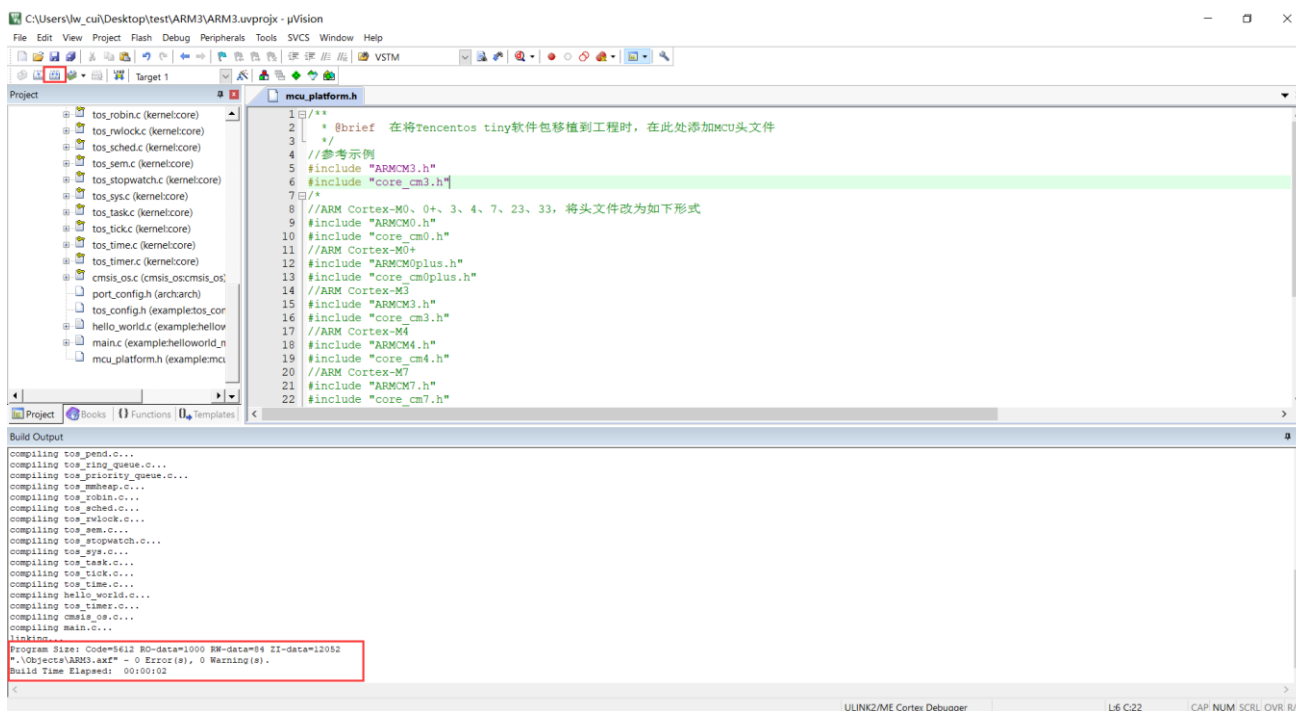 C:\Users\lw_cui\Desktop\test\ARM3\ARM3.uvprojx - µVision
File Edit View Project Flash Debug Peripherals Tools SVCS Window Help
VSTM
Target 1
Project
mcu_platform.h
tos_robin.c (kernel:core)
tos_rwlock.c (kernel:core)
tos_sched.c (kernel:core)
tos_sem.c (kernel:core)
tos_stopwatch.c (kernel:core)
tos_sys.c (kernel:core)
tos_task.c (kernel:core)
tos_tick.c (kernel:core)
tos_time.c (kernel:core)
tos_timer.c (kernel:core)
cmsis_os.c (cmsis_os:cmsis_os)
port_config.h (arch:arch)
tos_config.h (example:tos_con
hello_world.c (example:hellow
main.c (example:helloworld_m
mcu_platform.h (example:mcu
Project Books Functions Templates
1 /**
2 * @brief 在将Tencentos tiny软件包移植到工程时，在此处添加MCU头文件
3 */
4 //参考示例
5 #include "ARMCM3.h"
6 #include "core_cm3.h"
7 /*
8 //ARM Cortex-M0、0+、3、4、7、23、33，将头文件改为如下形式
9 #include "ARMCM0.h"
10 #include "core_cm0.h"
11 //ARM Cortex-M0+
12 #include "ARMCM0plus.h"
13 #include "core_cm0plus.h"
14 //ARM Cortex-M3
15 #include "ARMCM3.h"
16 #include "core_cm3.h"
17 //ARM Cortex-M4
18 #include "ARMCM4.h"
19 #include "core_cm4.h"
20 //ARM Cortex-M7
21 #include "ARMCM7.h"
22 #include "core_cm7.h"
Build Output
compiling tos_pend.c...
compiling tos_ring_queue.c...
compiling tos_priority_queue.c...
compiling tos_mmheap.c...
compiling tos_robin.c...
compiling tos_sched.c...
compiling tos_rwlock.c...
compiling tos_sem.c...
compiling tos_stopwatch.c...
compiling tos_sys.c...
compiling tos_task.c...
compiling tos_tick.c...
compiling tos_time.c...
compiling hello_world.c...
compiling tos_timer.c...
compiling cmsis_os.c...
compiling main.c...
linking...
Program Size: Code=5612 RO-data=1000 RW-data=84 ZI-data=12052
".\Objects\ARM3.axf" - 0 Error(s), 0 Warning(s).
Build Time Elapsed: 00:00:02
ULINK2/ME Cortex Debugger L:6 C:22 CAP NUM SCRL OVR R/